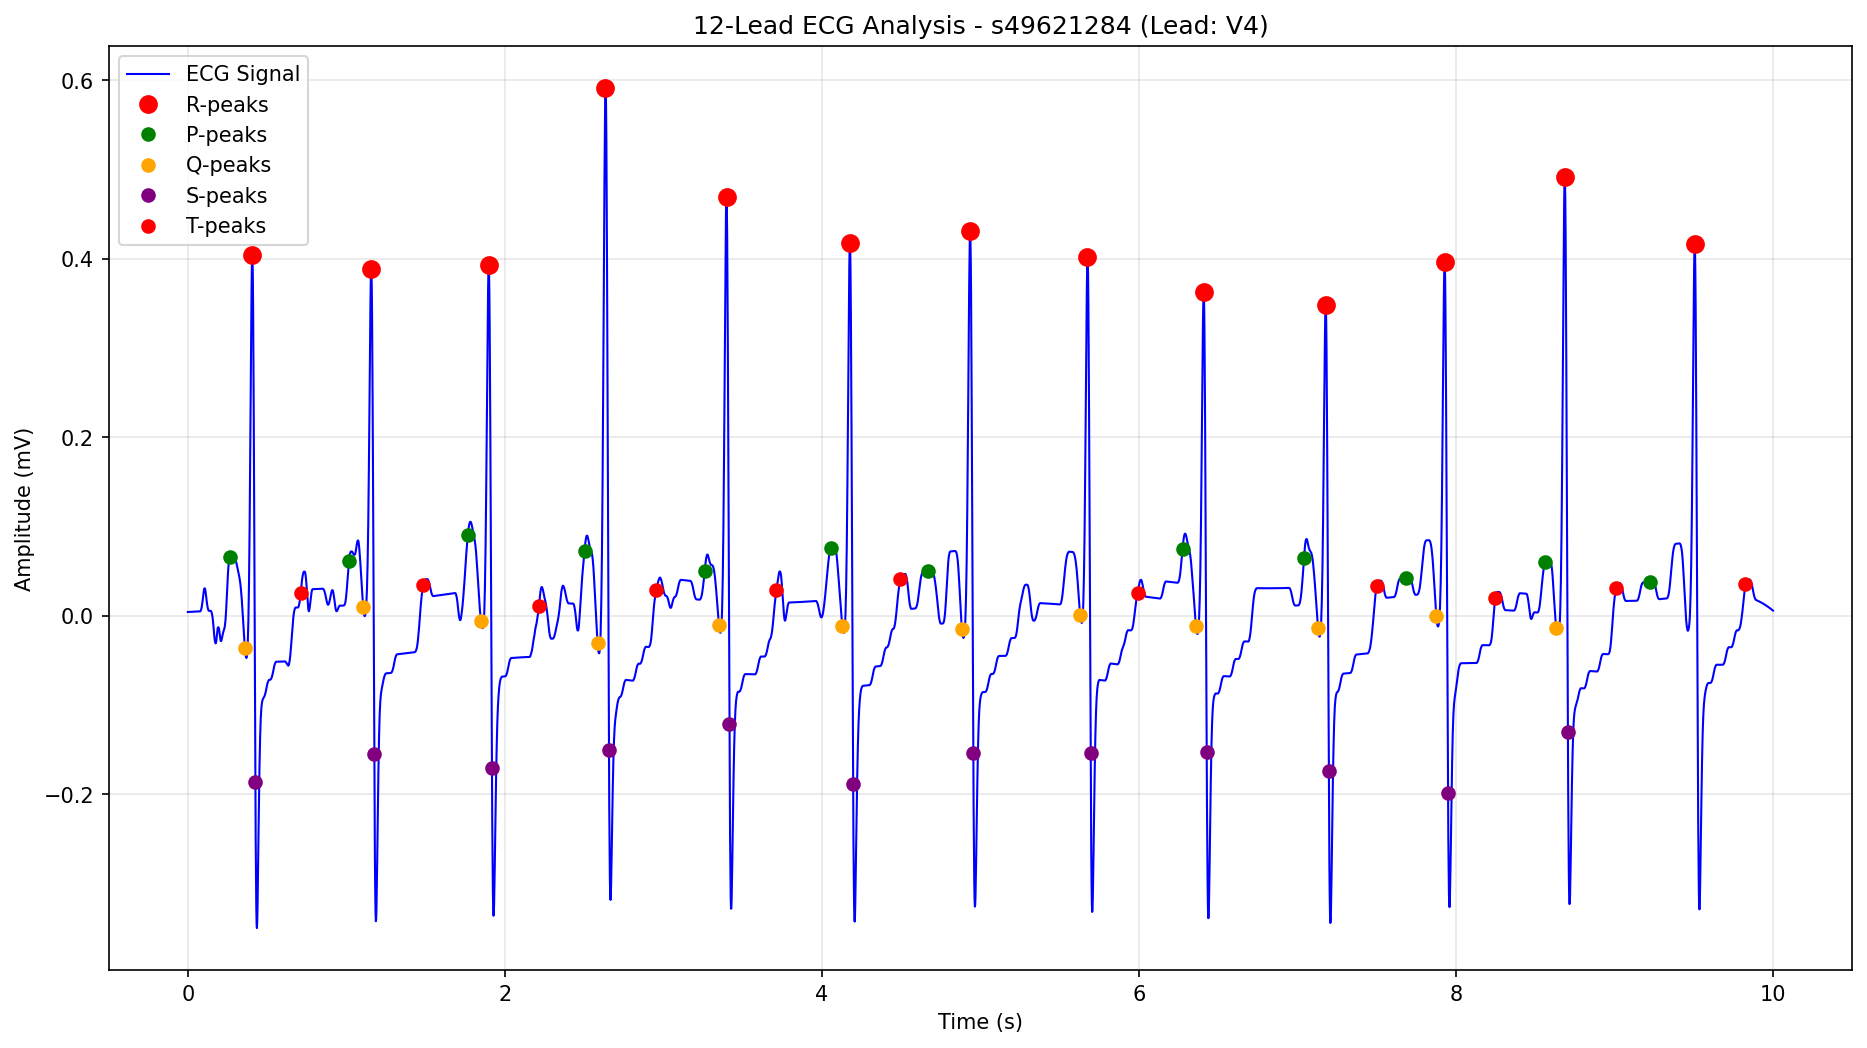 12-Lead ECG Analysis - s49621284 (Lead: V4)
ECG Signal
R-peaks
P-peaks
Q-peaks
S-peaks
T-peaks
0.6
0.4
0.2
0.0
−0.2
Amplitude (mV)
0 2 4 6 8 10
Time (s)